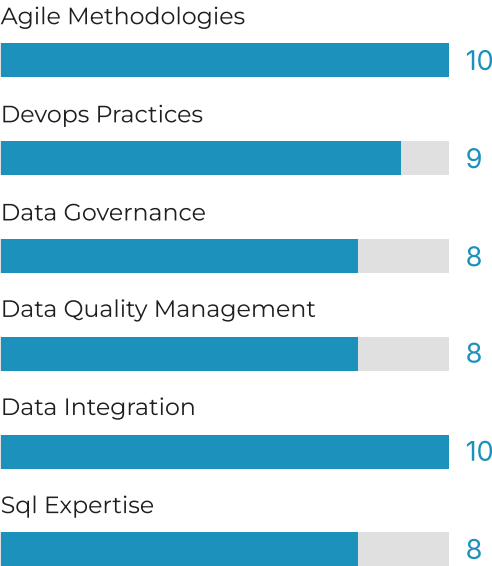 Agile Methodologies
10
Devops Practices
9
Data Governance
8
Data Quality Management
8
Data Integration
10
Sql Expertise
8